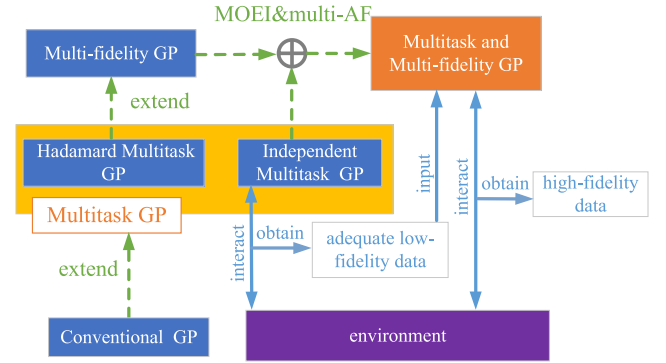 MOEI&multi-AF
Multi-fidelity GP
Multitask and
Multi-fidelity GP
extend
Hadamard Multitask
GP
Independent
Multitask GP
input
interact
obtain
high-fidelity
data
Multitask GP
interact
obtain
adequate low-
fidelity data
extend
Conventional GP
environment